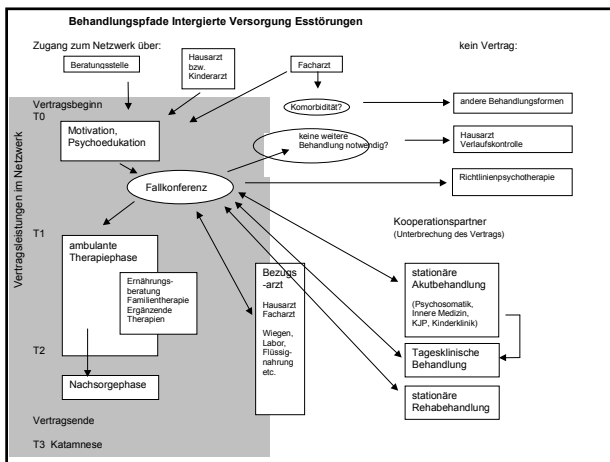 Behandlungspfade Intergierte Versorgung Esstörungen
Zugang zum Netzwerk über:
kein Vertrag:
Beratungsstelle
Hausarzt
bzw.
Kinderarzt
Facharzt
Komorbidität?
andere Behandlungsformen
Vertragsbeginn
T0
Motivation,
Psychoedukation
keine weitere
Behandlung notwendig?
Hausarzt
Verlaufskontrolle
Fallkonferenz
Richtlinienpsychotherapie
Vertragsleistungen im Netzwerk
T1
Kooperationspartner
(Unterbrechung des Vertrags)
ambulante
Therapiephase
Ernährungs-
beratung
Familientherapie
Ergänzende
Therapien
Bezugs
-arzt
Hausarzt
Facharzt
Wiegen,
Labor,
Flüssig-
nahrung
etc.
stationäre
Akutbehandlung
(Psychosomatik,
Innere Medizin,
KJP, Kinderklinik)
T2
Tagesklinische
Behandlung
Nachsorgephase
stationäre
Rehabehandlung
Vertragsende
T3 Katamnese